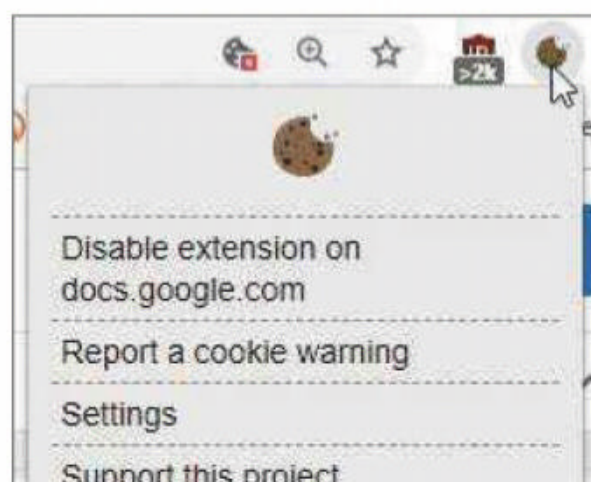 >2k
Disable extension on
docs.google.com
Report a cookie warning
Settings
Support this project